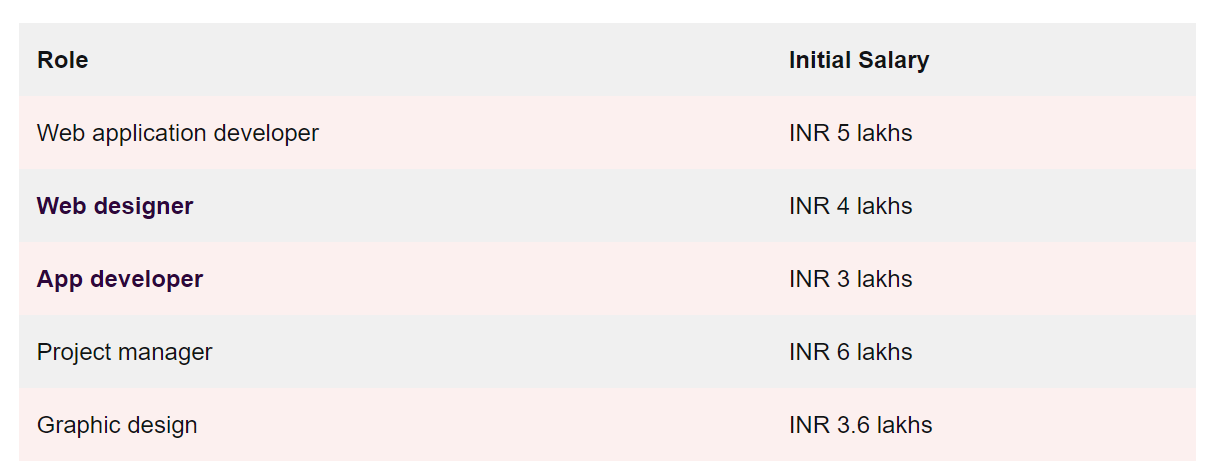 Role Initial Salary
Web application developer INR 5 lakhs
Web designer INR 4 lakhs
App developer INR 3 lakhs
Project manager INR 6 lakhs
Graphic design INR 3.6 lakhs